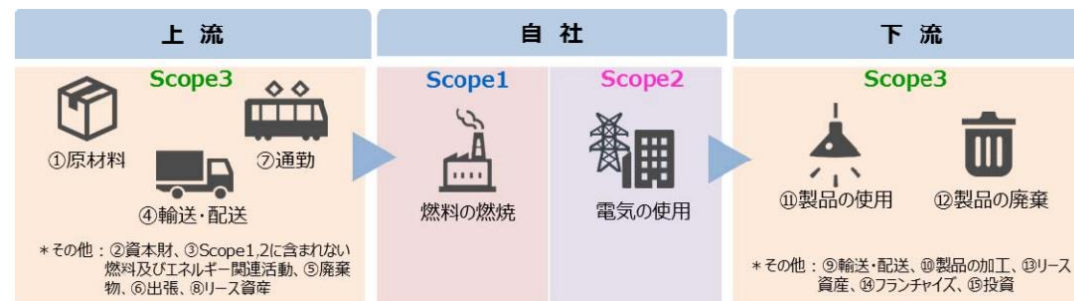 上流
自社
下流
Scope3
①原材料
⑦通勤
④輸送・配送
＊その他：②資本財、③Scope1,2に含まれない
燃料及びエネルギー関連活動、⑤廃棄
物、⑥出張、⑧リース資産
Scope1
燃料の燃焼
Scope2
電気の使用
Scope3
⑪製品の使用
⑫製品の廃棄
＊その他：⑨輸送・配送、⑩製品の加工、⑬リース
資産、⑭フランチャイズ、⑮投資